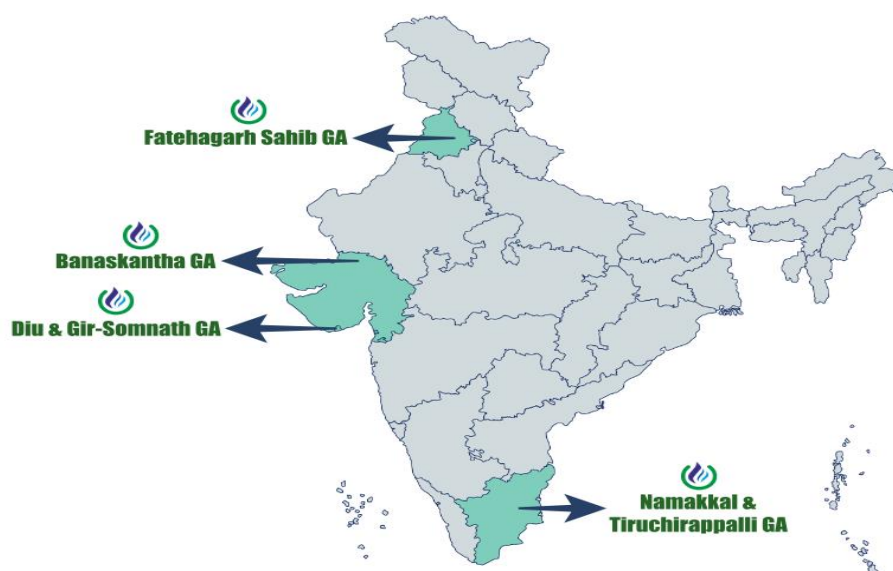 Fatehagarh Sahib GA
Banaskantha GA
Diu & Gir-Somnath GA
Namakkal &
Tiruchirappalli GA